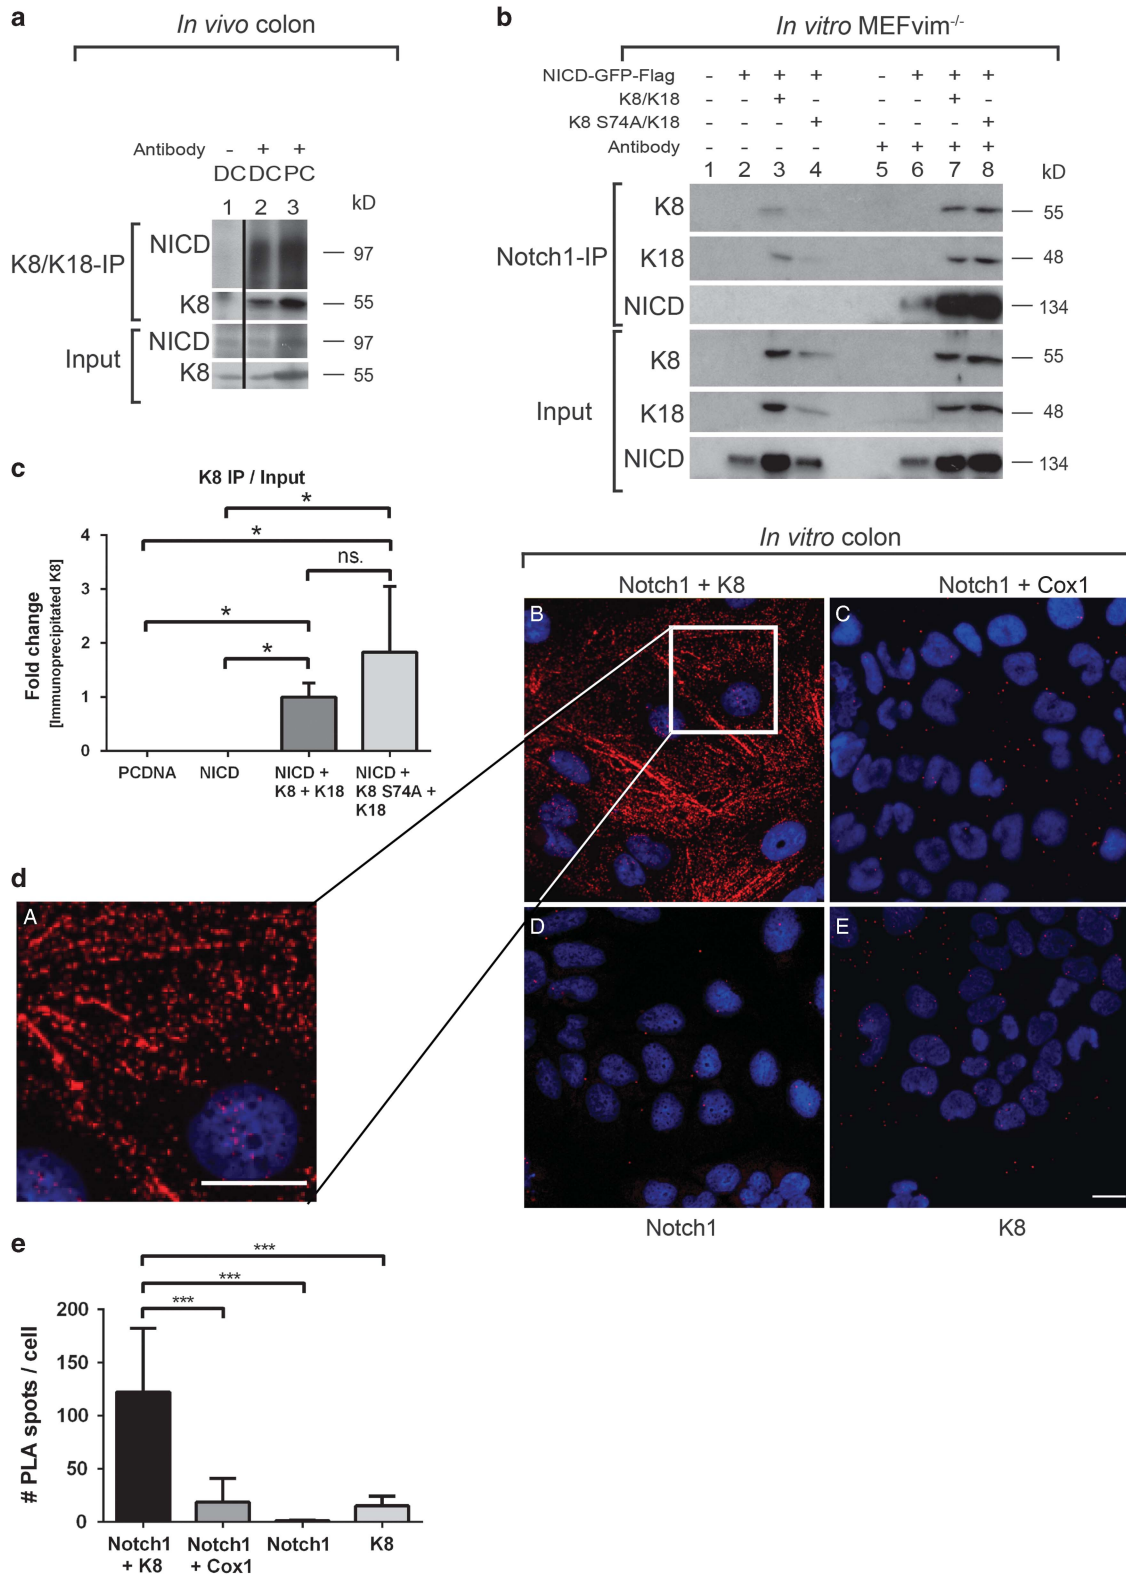 a
In vivo colon
Antibody - + +
DC DC PC
1 2 3 kD
K8/K18-IP
NICD 97
K8 55
Input
NICD 97
K8 55
b
In vitro MEFvim-/-
NICD-GFP-Flag - + + + - + + +
K8/K18 - - + - - - + -
K8 S74A/K18 - - - + - - - +
Antibody - - - - + + + +
1 2 3 4 5 6 7 8 kD
Notch1-IP
K8 55
K18 48
NICD 134
Input
K8 55
K18 48
NICD 134
c
K8 IP / Input
*
*
ns.
*
*
Fold change
[Immunoprecipitated K8]
4
3
2
1
0
PCDNA
NICD
NICD +
K8 + K18
NICD +
K8 S74A +
K18
d
In vitro colon
Notch1 + K8
Notch1 + Cox1
A
B
C
D
E
Notch1
K8
e
***
***
***
# PLA spots / cell
200
150
100
50
0
Notch1
+ K8
Notch1
+ Cox1
Notch1
K8